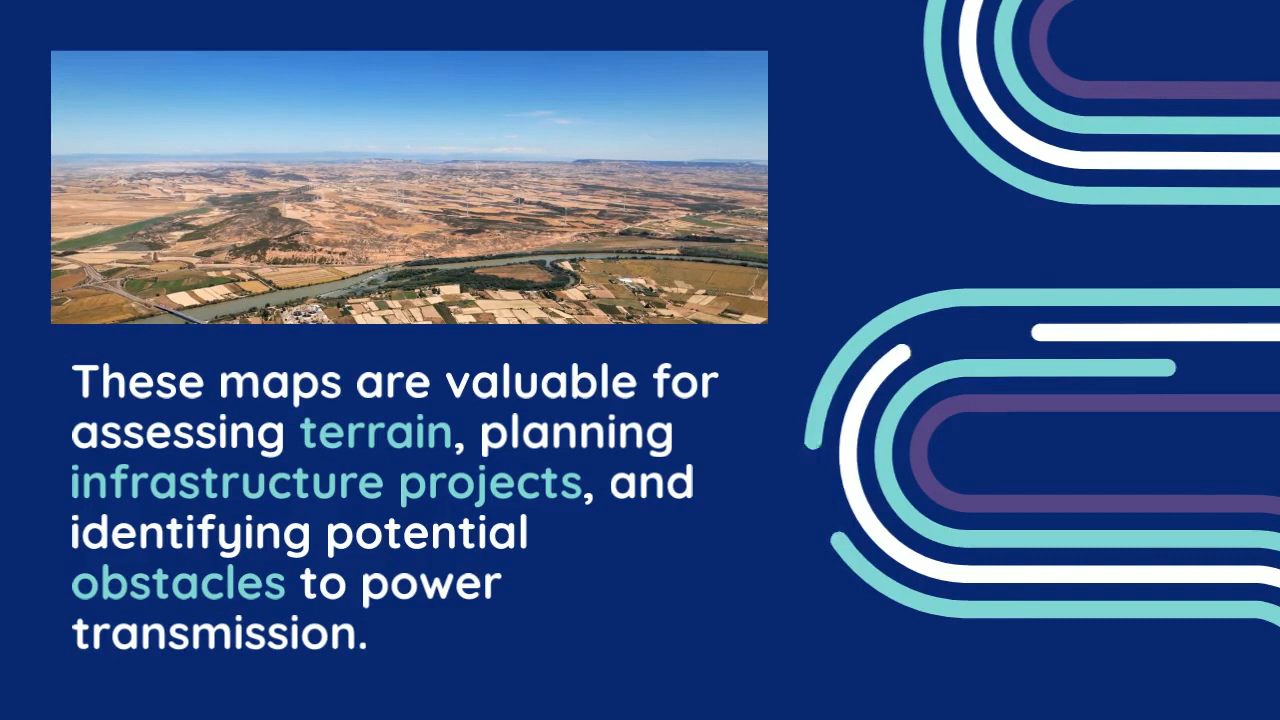 These maps are valuable for
assessing terrain, planning
infrastructure projects, and
identifying potential
obstacles to power
transmission.